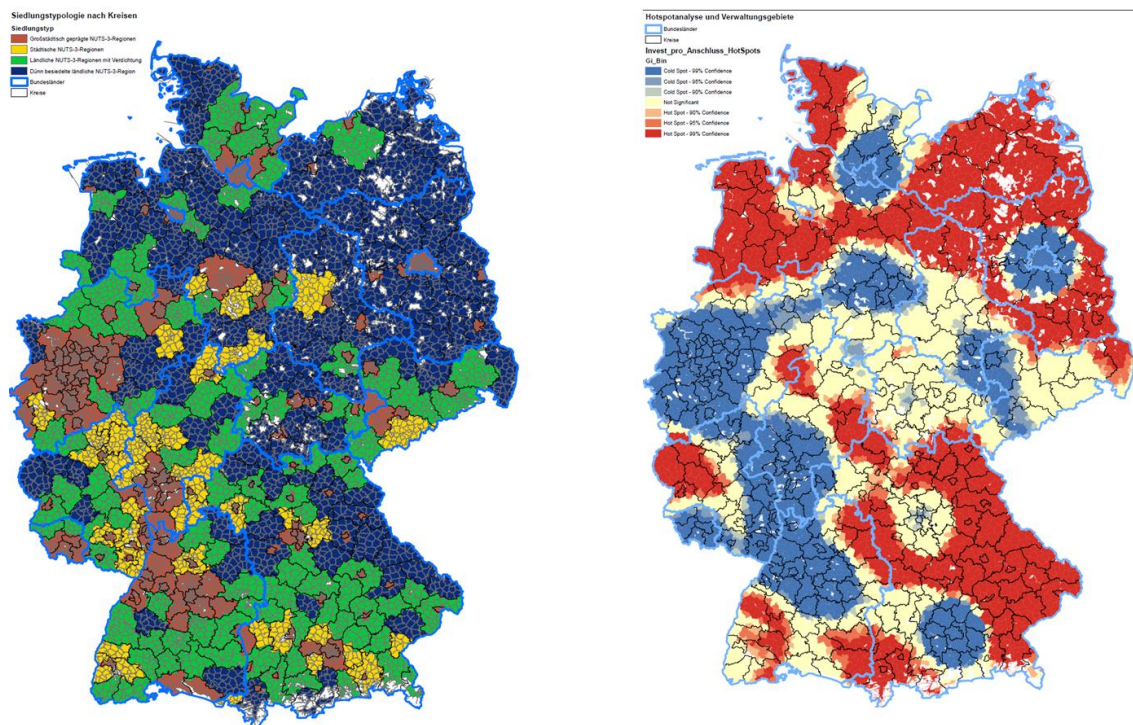 Siedlungstypologie nach Kreisen
Siedlungstyp
Großstädtisch geprägte NUTS-3-Regionen
Städtische NUTS-3-Regionen
Ländliche NUTS-3-Regionen mit Verdichtung
Dünn besiedelte ländliche NUTS-3-Region
Bundesländer
Kreise
Hotspotanalyse und Verwaltungsgebiete
Bundesländer
Kreise
Invest_pro_Anschluss_HotSpots
Gi_Bin
Cold Spot - 99% Confidence
Cold Spot - 95% Confidence
Cold Spot - 90% Confidence
Not Significant
Hot Spot - 90% Confidence
Hot Spot - 95% Confidence
Hot Spot - 99% Confidence